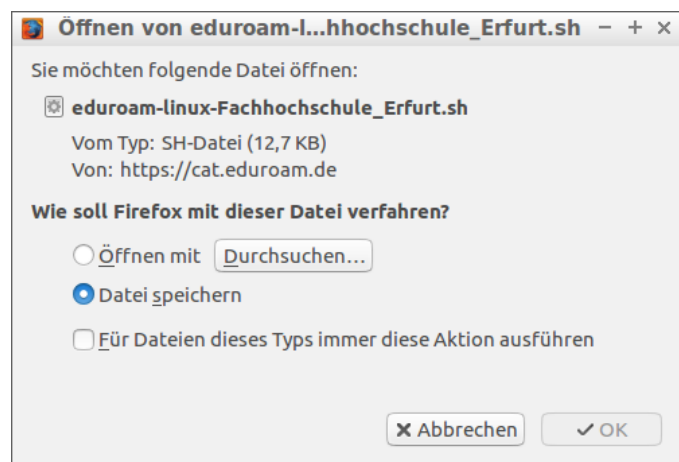 Öffnen von eduroam-l...hhochschule_Erfurt.sh
Sie möchten folgende Datei öffnen:
eduroam-linux-Fachhochschule_Erfurt.sh
Vom Typ: SH-Datei (12,7 KB)
Von: https://cat.eduroam.de
Wie soll Firefox mit dieser Datei verfahren?
Öffnen mit Durchsuchen...
Datei speichern
Für Dateien dieses Typs immer diese Aktion ausführen
Abbrechen OK